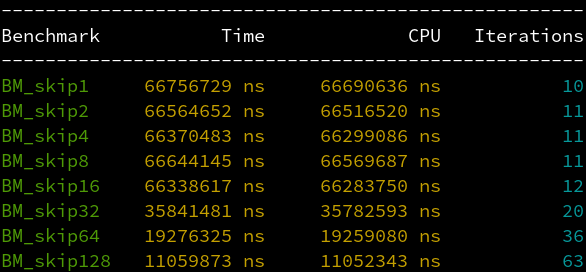 -----------------------------------------------------
Benchmark           Time             CPU   Iterations
-----------------------------------------------------
BM_skip1     66756729 ns     66690636 ns           10
BM_skip2     66564652 ns     66516520 ns           11
BM_skip4     66370483 ns     66299086 ns           11
BM_skip8     66644145 ns     66569687 ns           11
BM_skip16    66338617 ns     66283750 ns           12
BM_skip32    35841481 ns     35782593 ns           20
BM_skip64    19276325 ns     19259080 ns           36
BM_skip128   11059873 ns     11052343 ns           63